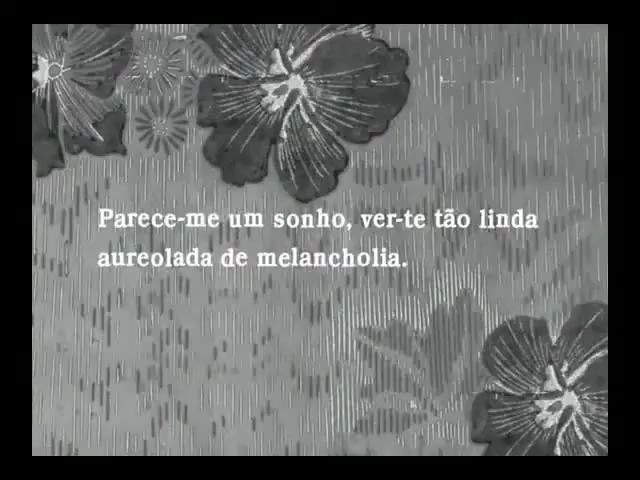 Parece-me um sonho, ver-te tão linda
aureolada de melancholia.